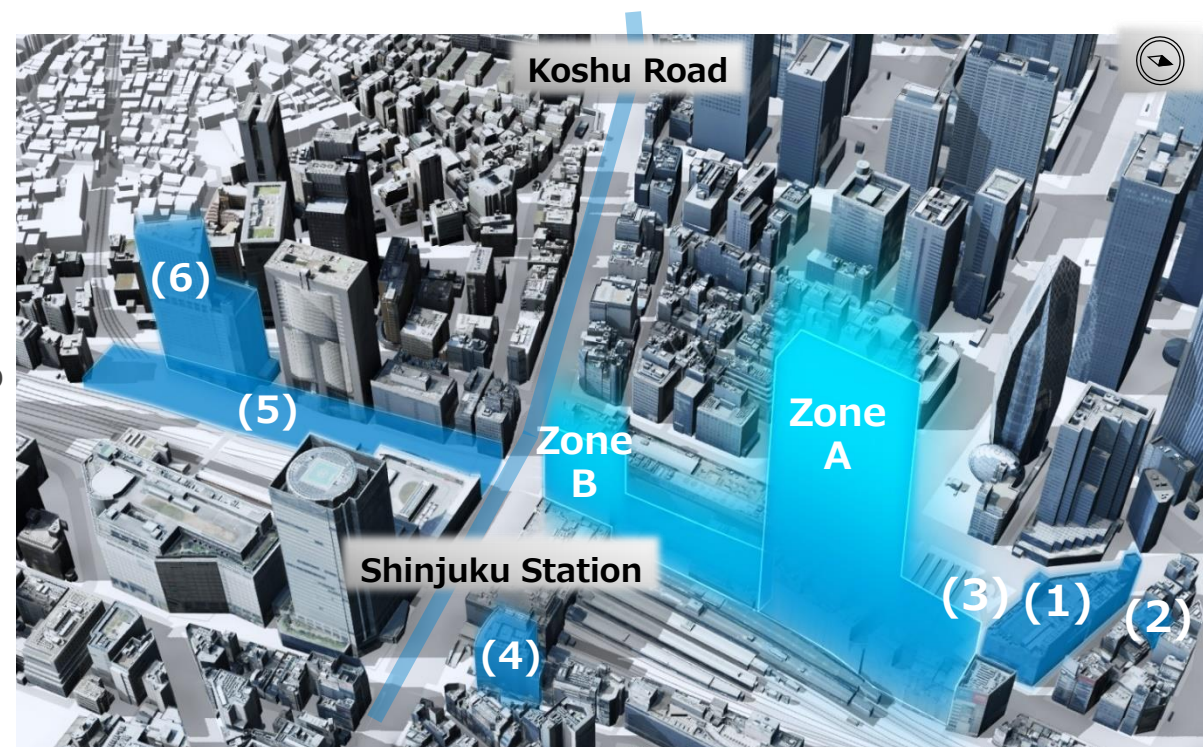 Koshu Road
(6)
(5)
Zone
A
Zone
B
Shinjuku Station
(3)
(1)
(2)
(4)
)